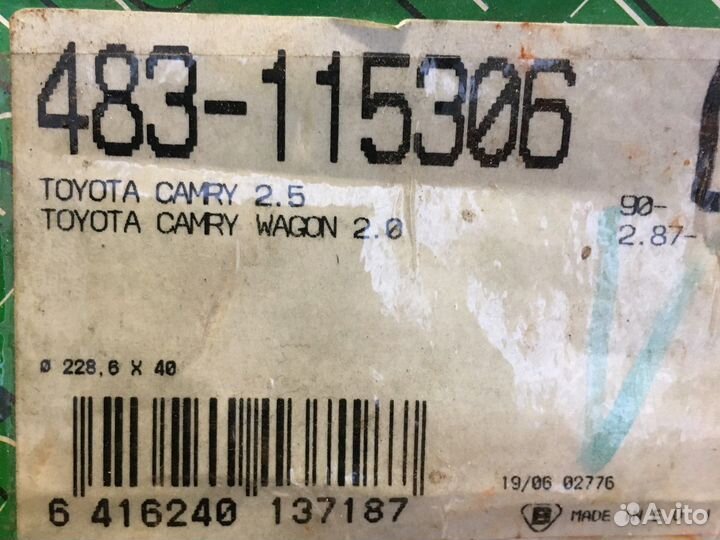 483-115306
TOYOTA CAMRY 2.5 90-
TOYOTA CAMRY WAGON 2.0 2.87-
Ø 228,6 X 40
19/06 02776
6 416240 137187
B MADE
Avito